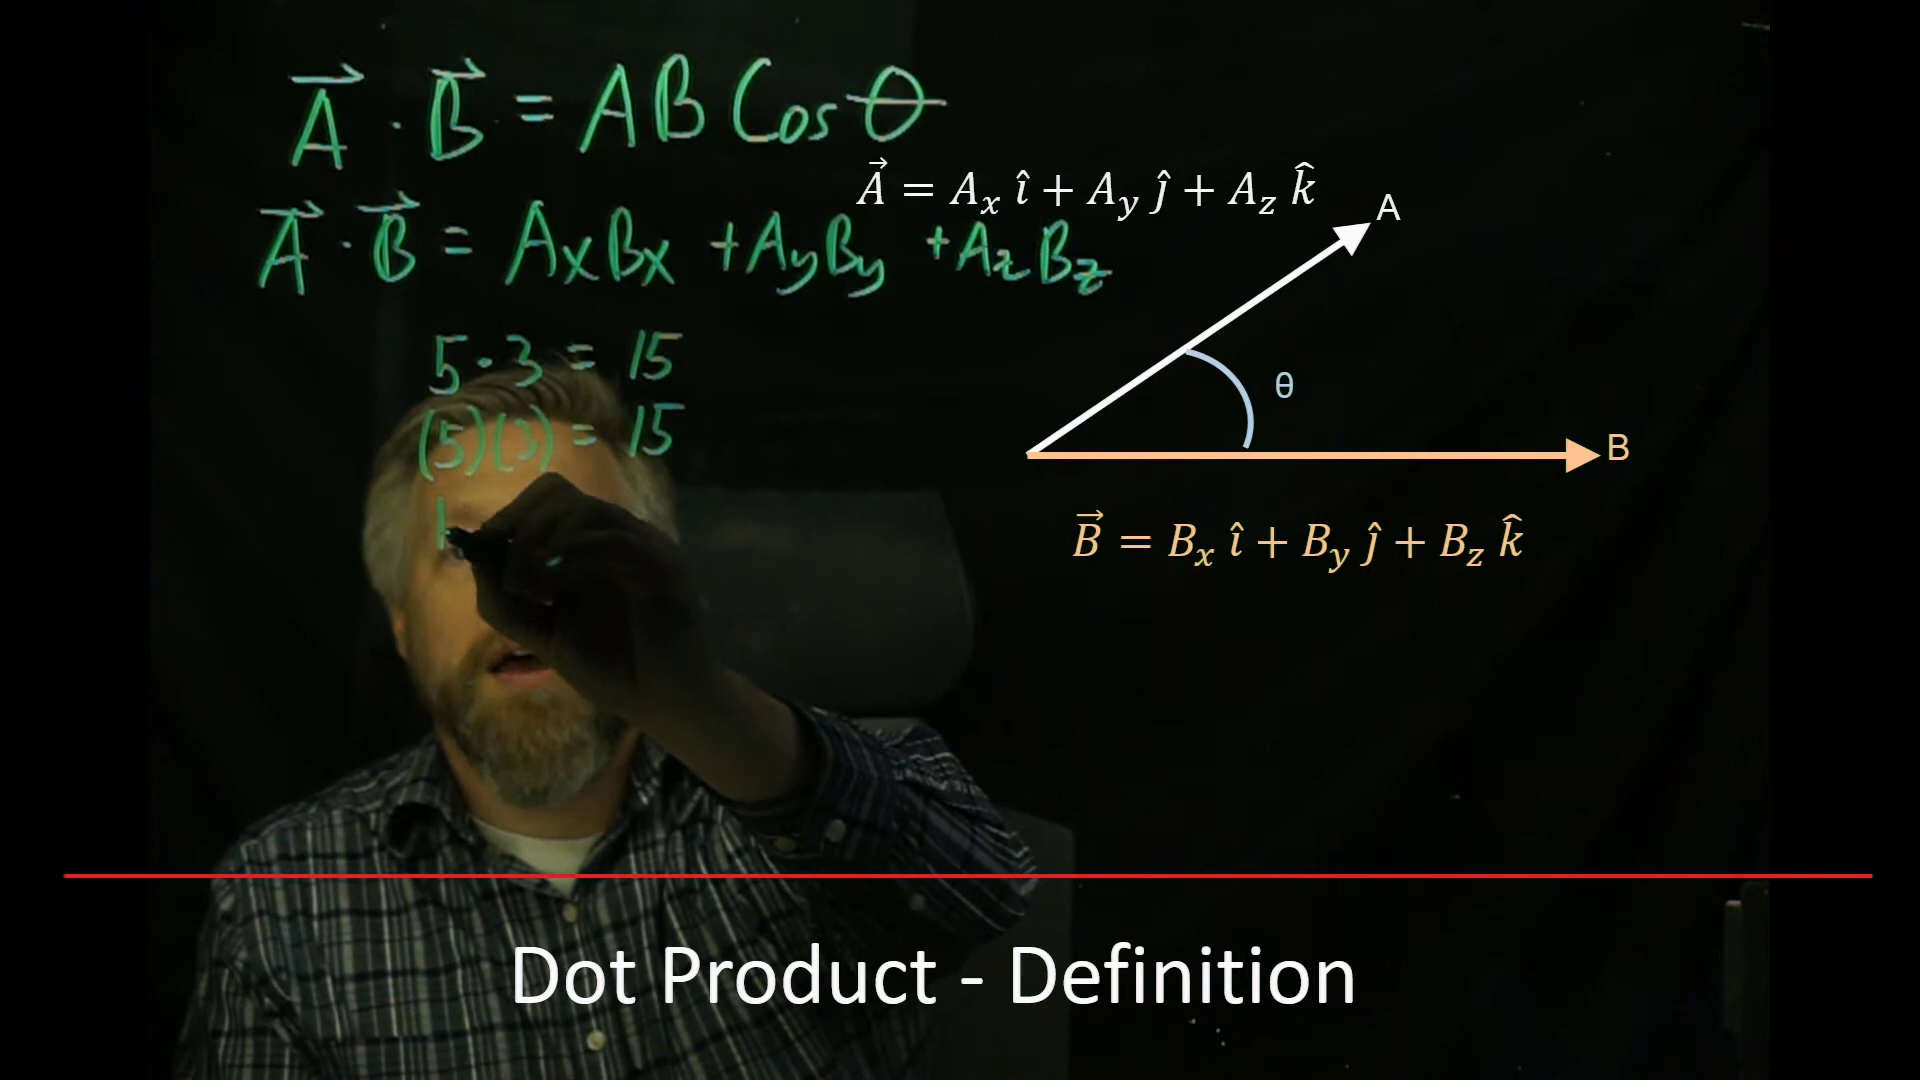 A⃗ · B⃗ = AB Cos θ
A⃗ = Aₓ î + A_y ĵ + A_z k̂
A
A⃗ · B⃗ = AxBx + AyBy + AzBz
5 · 3 = 15
θ
(5)(3) = 15
B
B⃗ = Bₓ î + B_y ĵ + B_z k̂
Dot Product - Definition